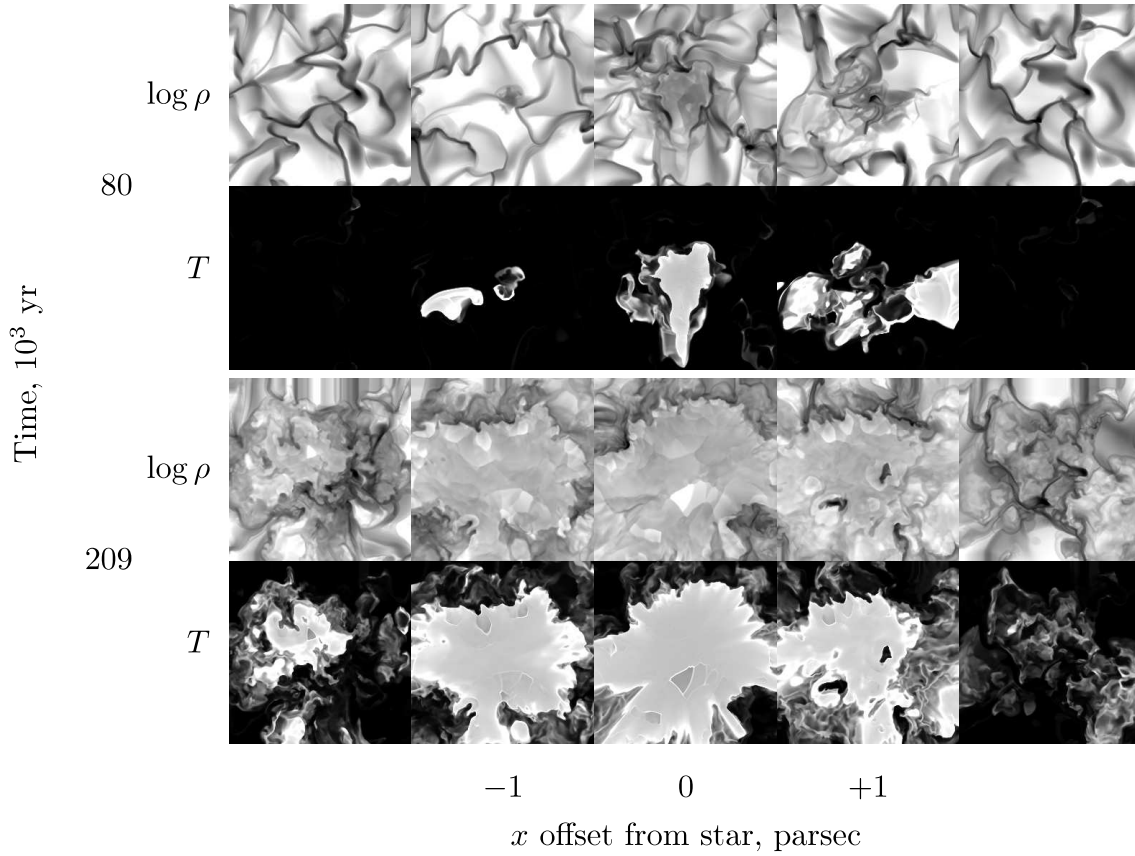 log ρ
80
T
Time, 10³ yr
log ρ
209
T
−1 0 +1
x offset from star, parsec